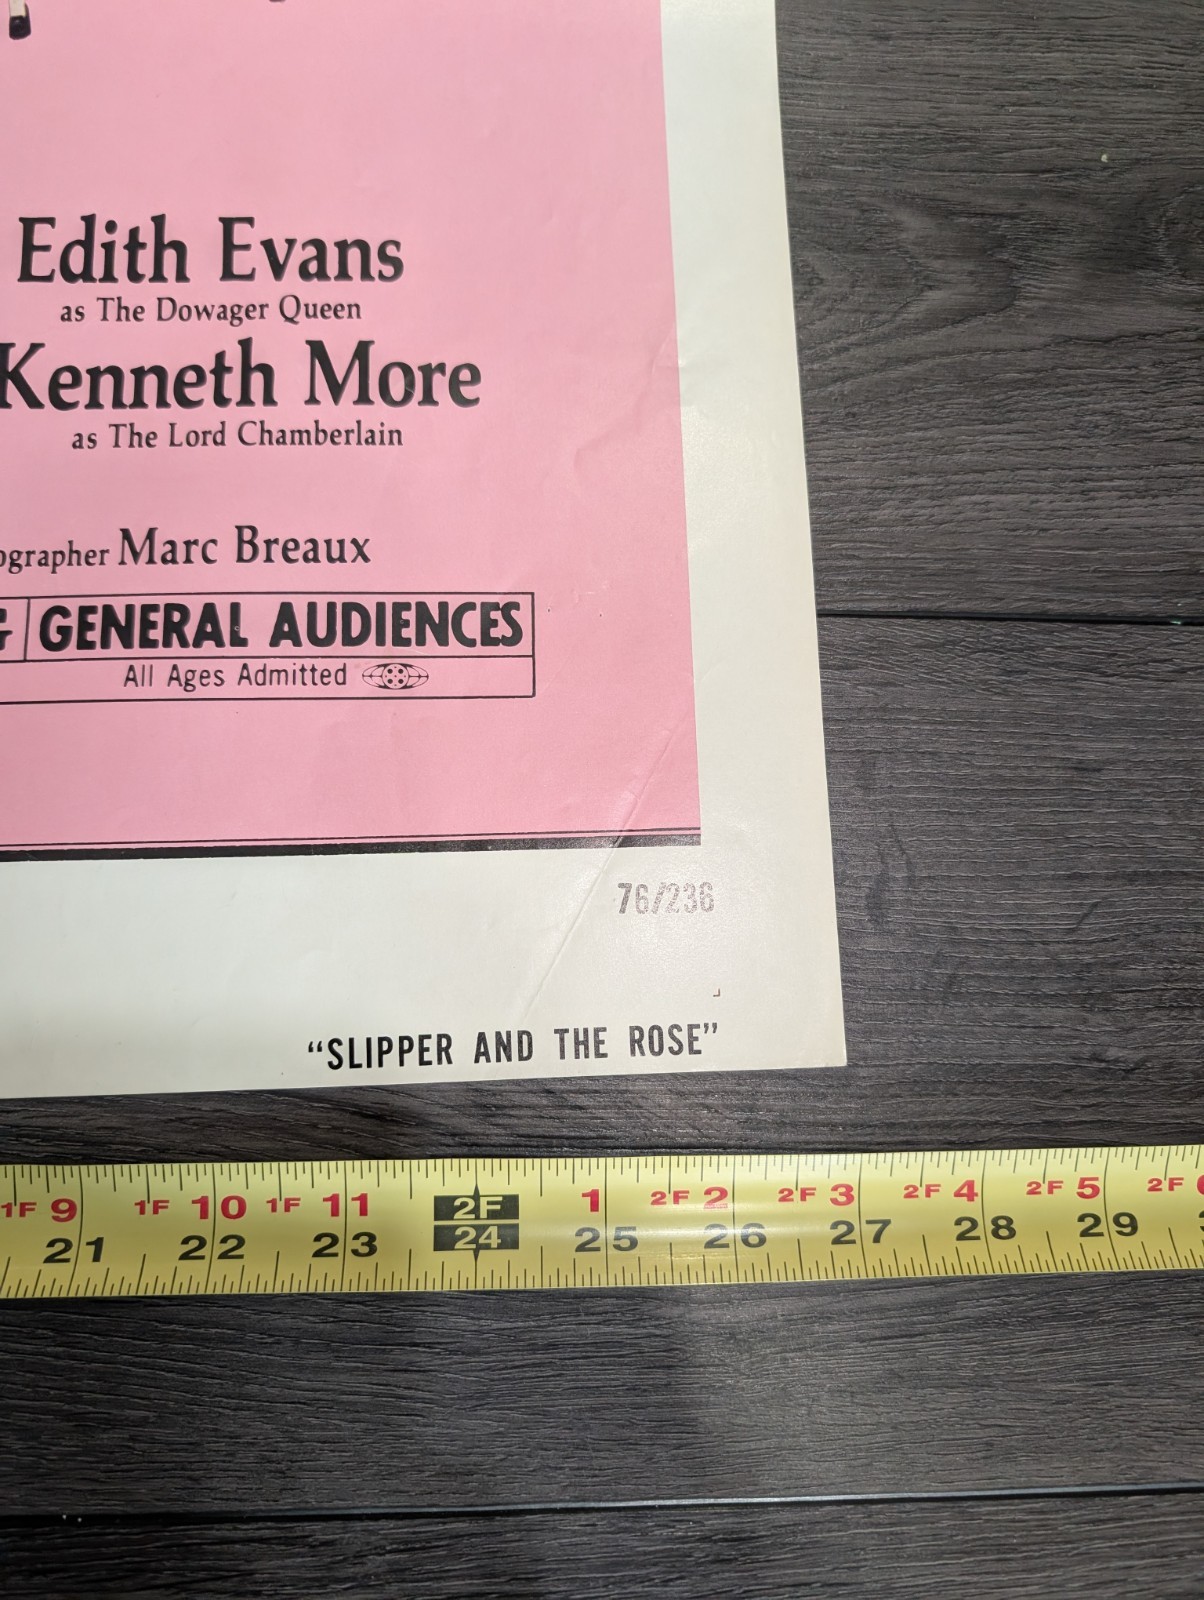 Edith Evans
as The Dowager Queen
Kenneth More
as The Lord Chamberlain
ographer Marc Breaux
GENERAL AUDIENCES
All Ages Admitted
76/236
"SLIPPER AND THE ROSE"
1F 9 1F 10 1F 11 2F 1 2F 2 2F 3 2F 4 2F 5 2F
21 22 23 24 25 26 27 28 29